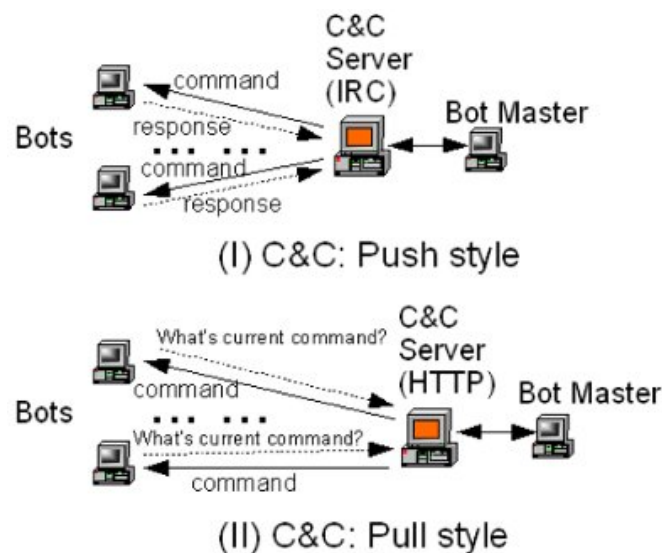 C&C
Server
(IRC)
command
Bot Master
Bots
response
... ...
command
response
(I) C&C: Push style
C&C
Server
(HTTP)
What's current command?
command
Bot Master
Bots
... ...
What's current command?
command
(II) C&C: Pull style